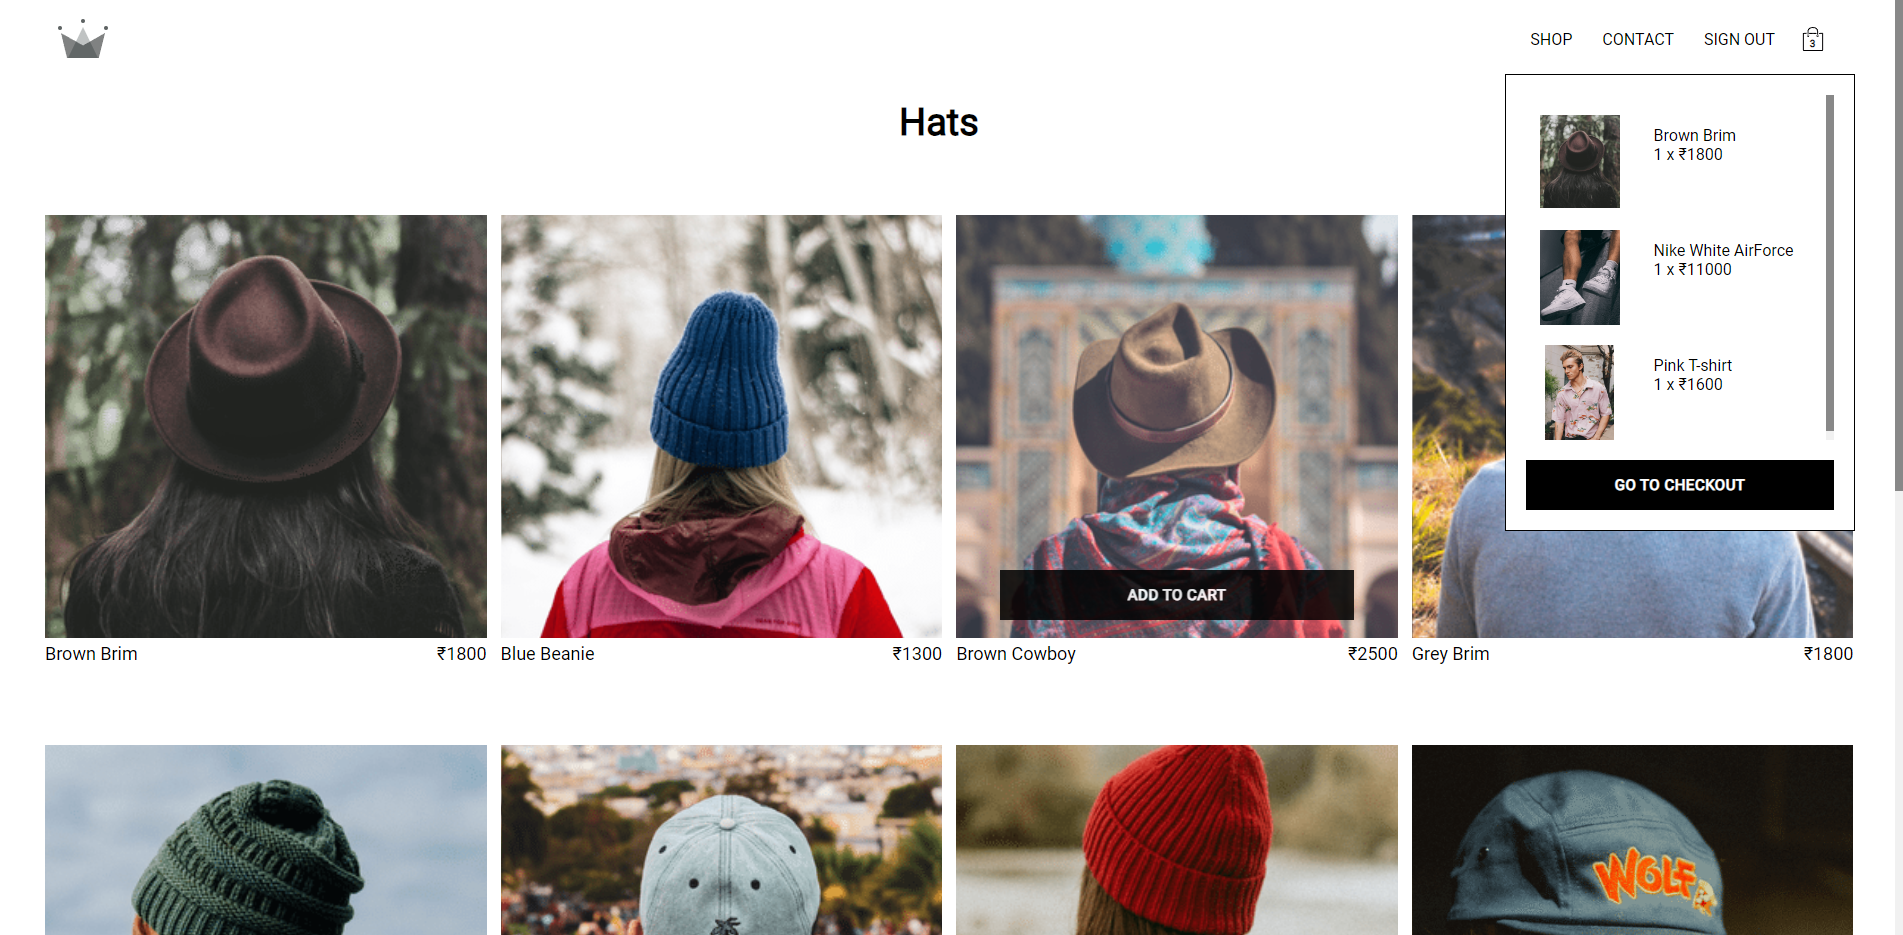 SHOP CONTACT SIGN OUT 3
Hats
Brown Brim
1 x ₹1800
Nike White AirForce
1 x ₹11000
Pink T-shirt
1 x ₹1600
GO TO CHECKOUT
ADD TO CART
Brown Brim ₹1800
Blue Beanie ₹1300
Brown Cowboy ₹2500
Grey Brim ₹1800
WOLF